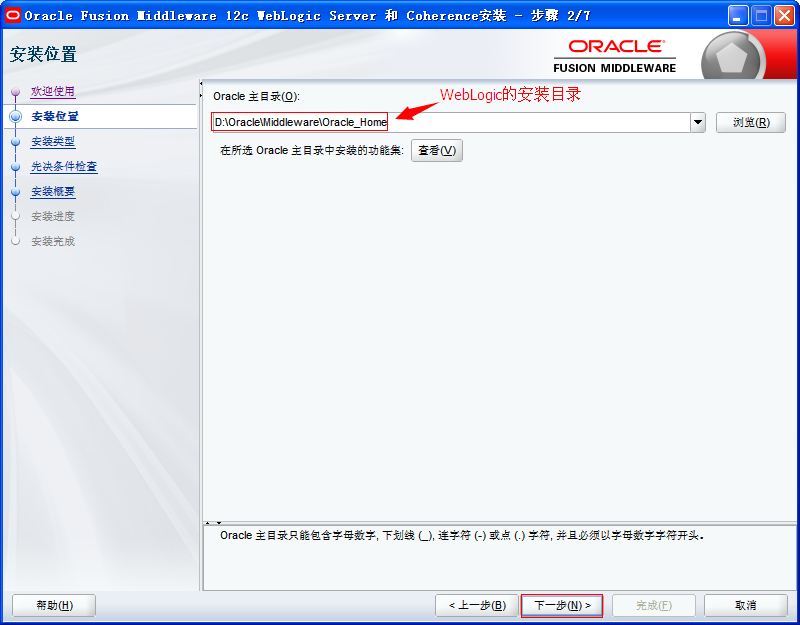 Oracle Fusion Middleware 12c WebLogic Server 和 Coherence安装 - 步骤 2/7
安装位置
ORACLE®
FUSION MIDDLEWARE
欢迎使用
安装位置
安装类型
先决条件检查
安装概要
安装进度
安装完成
Oracle 主目录(O):
WebLogic的安装目录
D:\Oracle\Middleware\Oracle_Home
浏览(R)
在所选 Oracle 主目录中安装的功能集:
查看(V)
Oracle 主目录只能包含字母数字, 下划线 (_), 连字符 (-) 或点 (.) 字符, 并且必须以字母数字字符开头。
帮助(H)
< 上一步(B)
下一步(N) >
完成(F)
取消